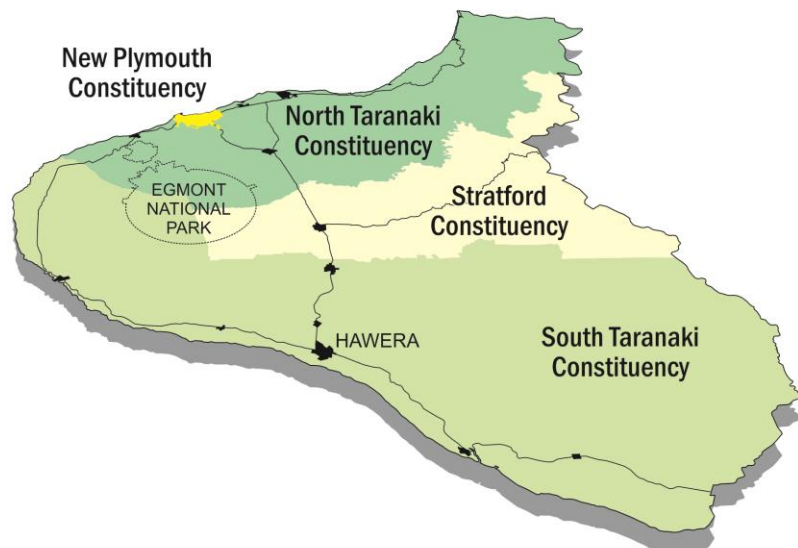 New Plymouth
Constituency
North Taranaki
Constituency
EGMONT
NATIONAL
PARK
Stratford
Constituency
HAWERA
South Taranaki
Constituency